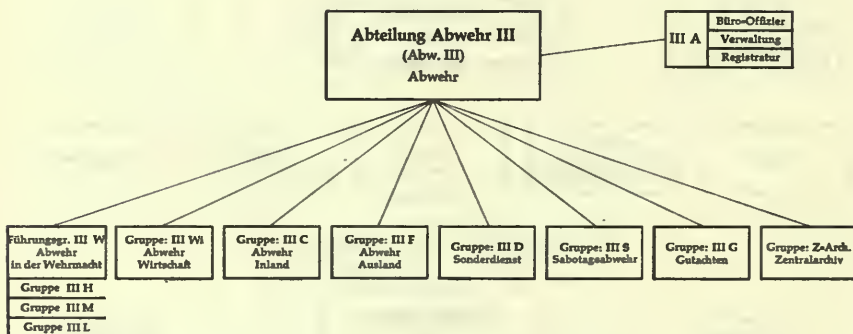 Abteilung Abwehr III
(Abw. III)
Abwehr
III A
Büro=Offizier
Verwaltung
Registratur
Führungsgr. III W
Abwehr
in der Wehrmacht
Gruppe III H
Gruppe III M
Gruppe III L
Gruppe: III Wi
Abwehr
Wirtschaft
Gruppe: III C
Abwehr
Inland
Gruppe: III F
Abwehr
Ausland
Gruppe: III D
Sonderdienst
Gruppe: III S
Sabotageabwehr
Gruppe: III G
Gutachten
Gruppe: Z=Arch.
Zentralarchiv